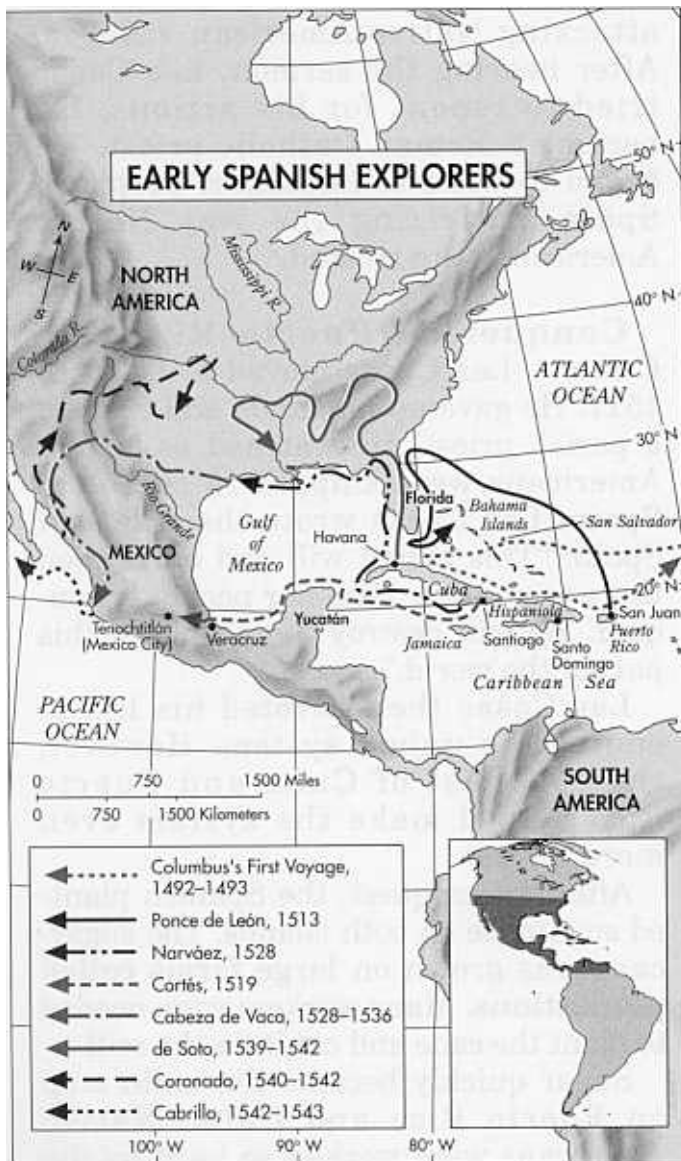 EARLY SPANISH EXPLORERS
50° N
N
W
E
S
NORTH
AMERICA
Mississippi R.
40° N
Colorado R.
ATLANTIC
OCEAN
30° N
Rio Grande
Florida
Gulf
of
Mexico
Bahama
Islands
San Salvador
Havana
MEXICO
20° N
Cuba
Hispaniola
San Juan
Tenochtitlán
(Mexico City)
Veracruz
Yucatán
Jamaica
Santiago
Santo
Domingo
Puerto
Rico
Caribbean Sea
PACIFIC
OCEAN
0 750 1500 Miles
0 750 1500 Kilometers
SOUTH
AMERICA
Columbus's First Voyage,
1492–1493
Ponce de León, 1513
Narváez, 1528
Cortés, 1519
Cabeza de Vaca, 1528–1536
de Soto, 1539–1542
Coronado, 1540–1542
Cabrillo, 1542–1543
100° W
90° W
80° W